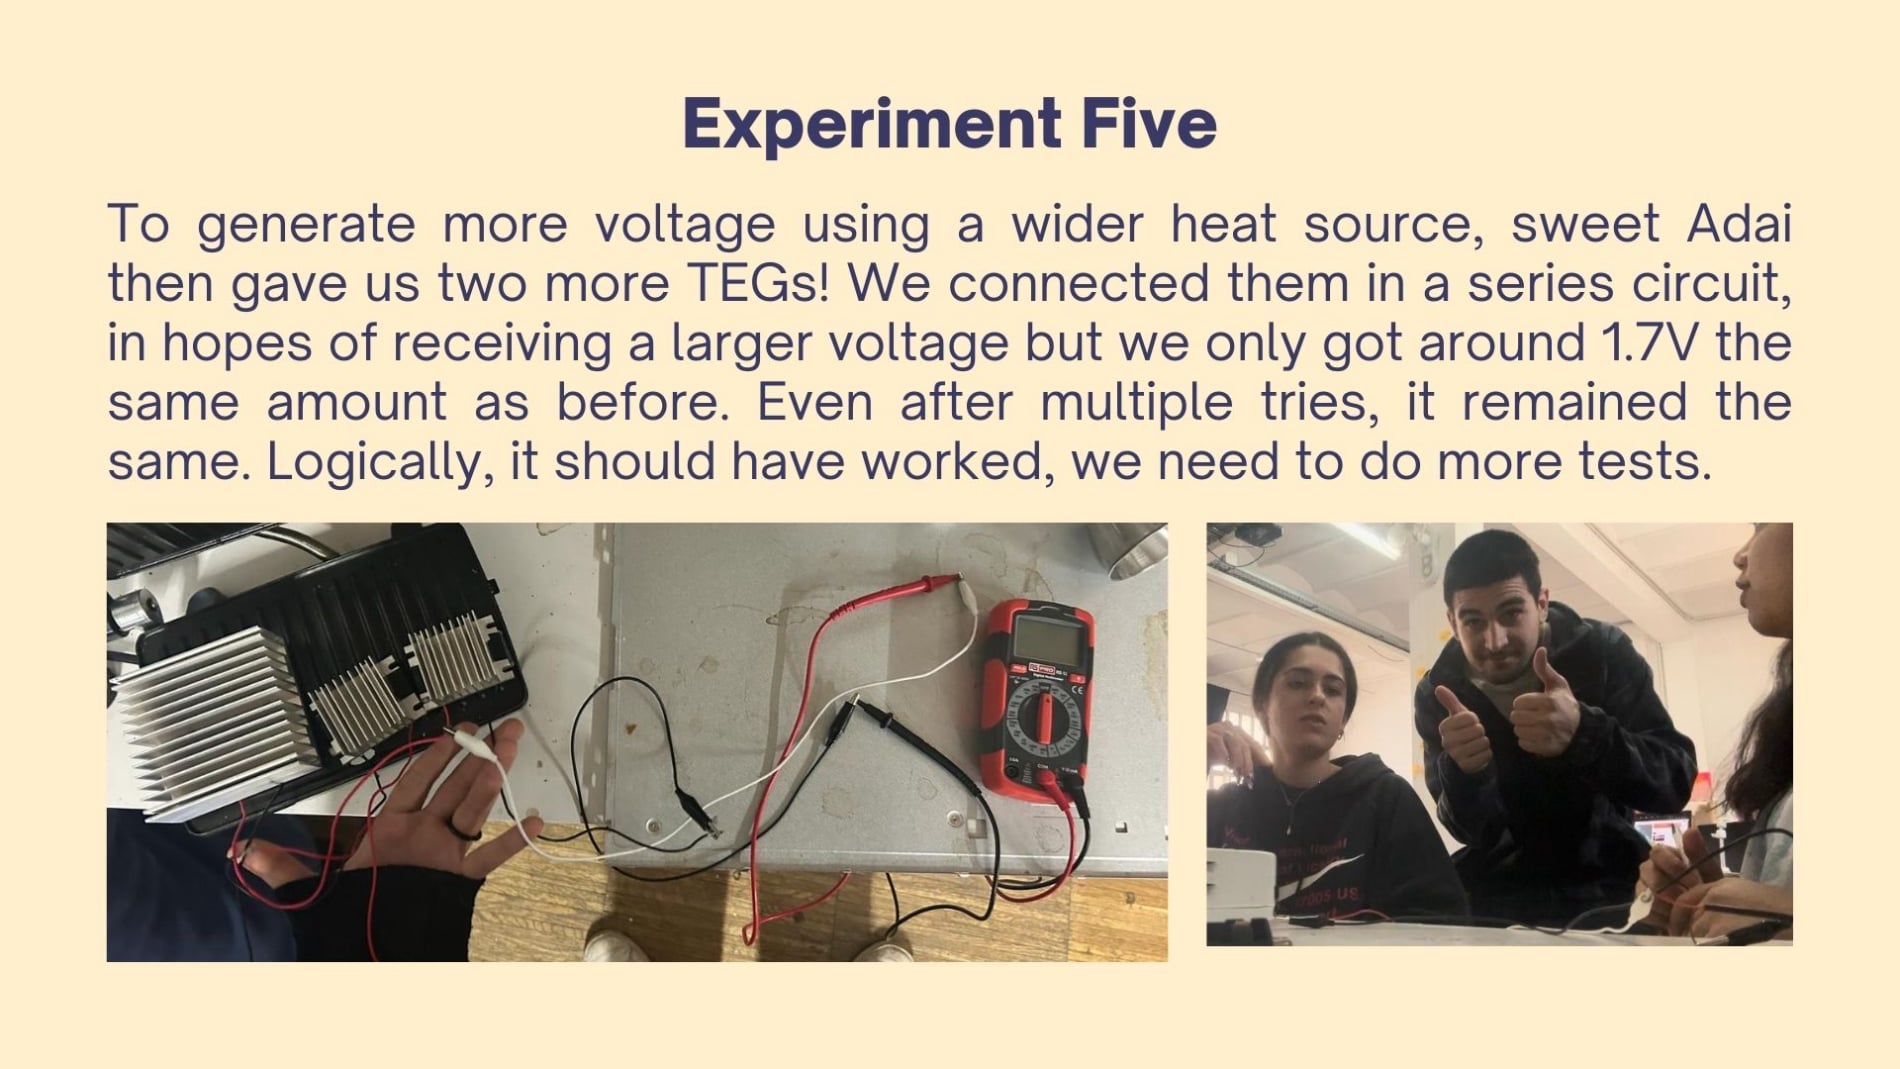 Experiment Five
To generate more voltage using a wider heat source, sweet Adai
then gave us two more TEGs! We connected them in a series circuit,
in hopes of receiving a larger voltage but we only got around 1.7V the
same amount as before. Even after multiple tries, it remained the
same. Logically, it should have worked, we need to do more tests.
RS PRO